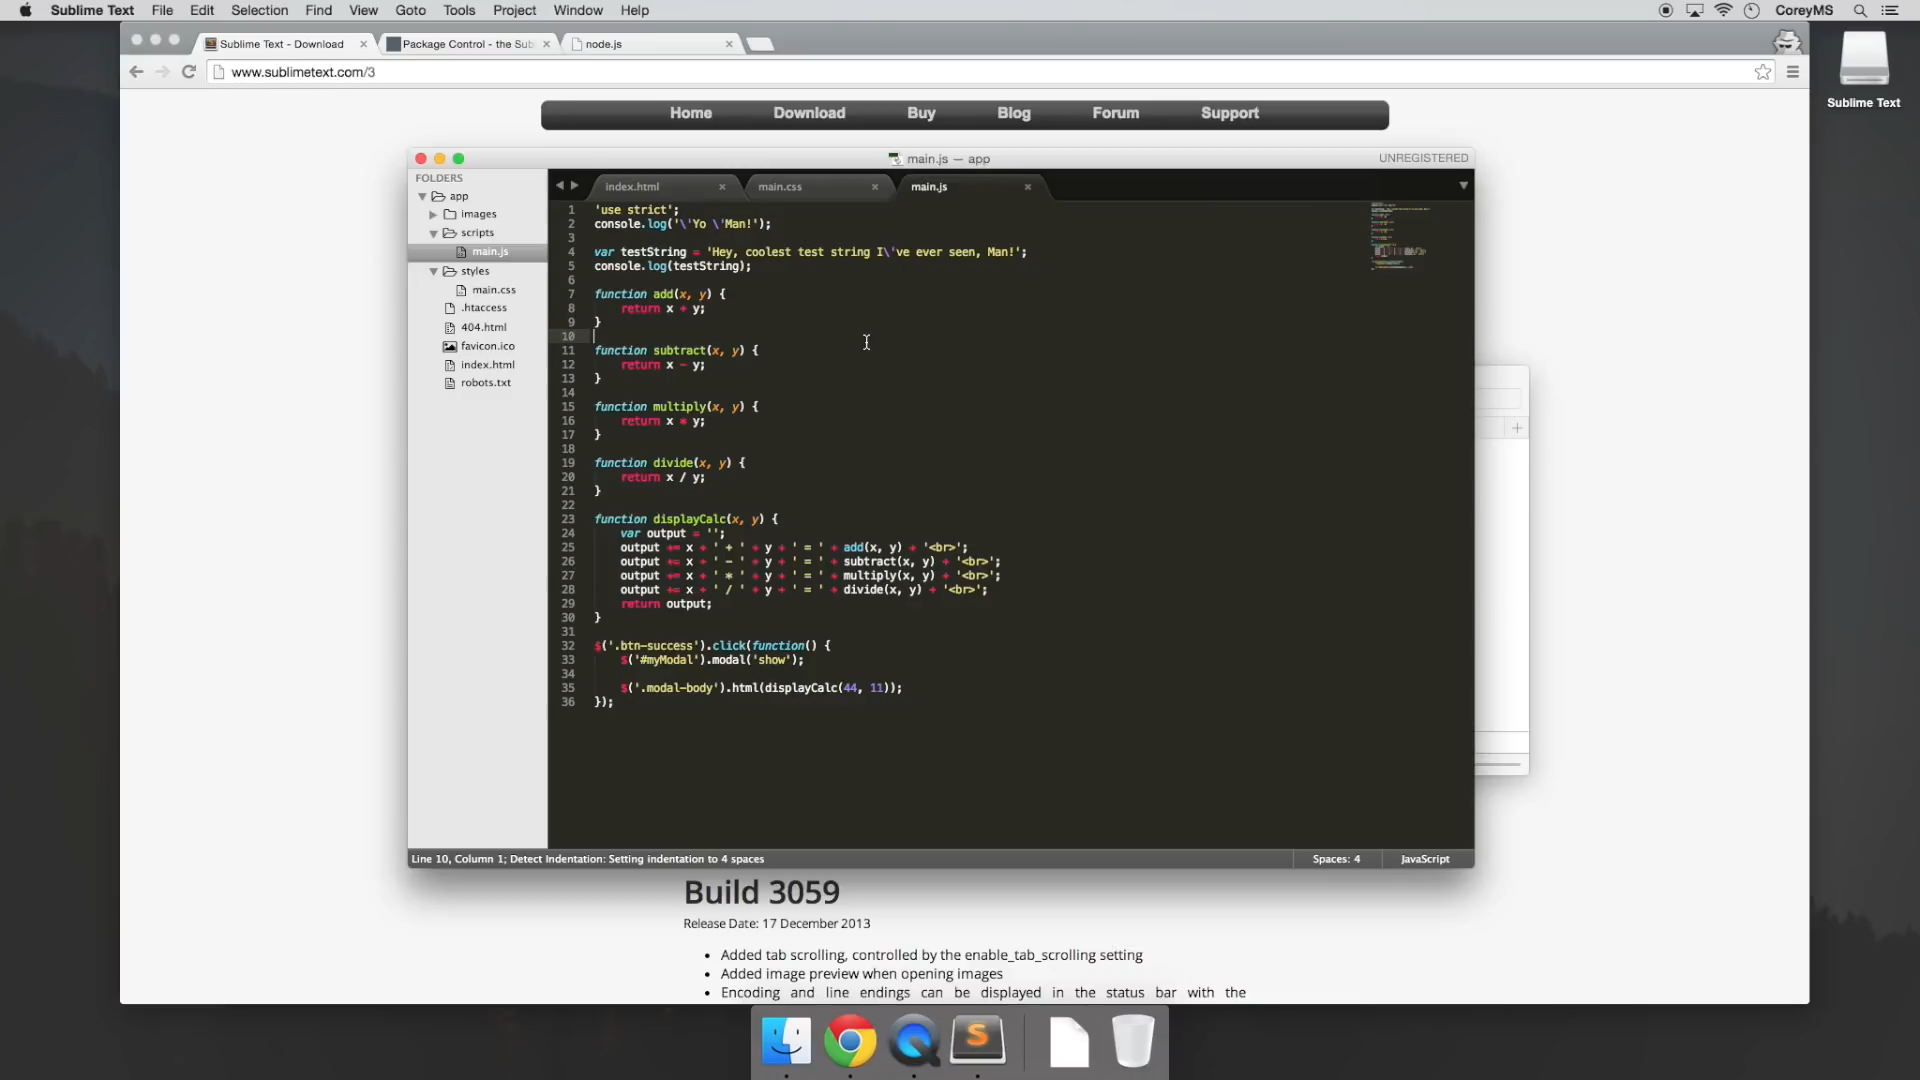 Sublime Text File Edit Selection Find View Goto Tools Project Window Help CoreyMS
Sublime Text - Download Package Control - the Sub node.js
www.sublimetext.com/3
Sublime Text
Home Download Buy Blog Forum Support
main.js — app UNREGISTERED
FOLDERS
app
images
scripts
main.js
styles
main.css
.htaccess
404.html
favicon.ico
index.html
robots.txt
index.html main.css main.js
1 'use strict';
2 console.log('\'Yo \'Man!');
3
4 var testString = 'Hey, coolest test string I\'ve ever seen, Man!';
5 console.log(testString);
6
7 function add(x, y) {
8 return x + y;
9 }
10
11 function subtract(x, y) {
12 return x - y;
13 }
14
15 function multiply(x, y) {
16 return x * y;
17 }
18
19 function divide(x, y) {
20 return x / y;
21 }
22
23 function displayCalc(x, y) {
24 var output = '';
25 output += x + ' + ' + y + ' = ' + add(x, y) + '<br>';
26 output += x + ' - ' + y + ' = ' + subtract(x, y) + '<br>';
27 output += x + ' * ' + y + ' = ' + multiply(x, y) + '<br>';
28 output += x + ' / ' + y + ' = ' + divide(x, y) + '<br>';
29 return output;
30 }
31
32 $('.btn-success').click(function() {
33 $('#myModal').modal('show');
34
35 $('.modal-body').html(displayCalc(44, 11));
36 });
Line 10, Column 1; Detect Indentation: Setting indentation to 4 spaces Spaces: 4 JavaScript
Build 3059
Release Date: 17 December 2013
• Added tab scrolling, controlled by the enable_tab_scrolling setting
• Added image preview when opening images
• Encoding and line endings can be displayed in the status bar with the